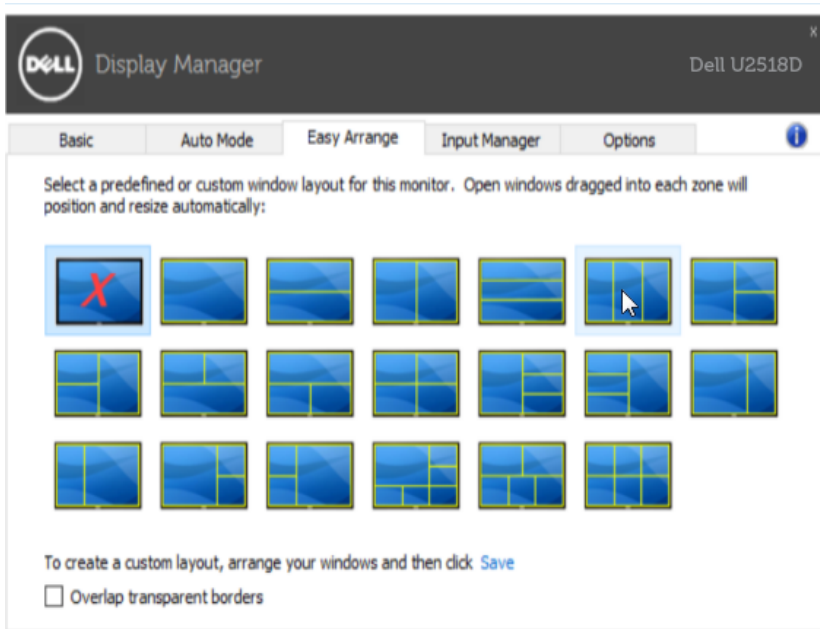 X
DELL Display Manager
Dell U2518D
Basic Auto Mode Easy Arrange Input Manager Options i
Select a predefined or custom window layout for this monitor. Open windows dragged into each zone will
position and resize automatically:
X
To create a custom layout, arrange your windows and then click Save
Overlap transparent borders